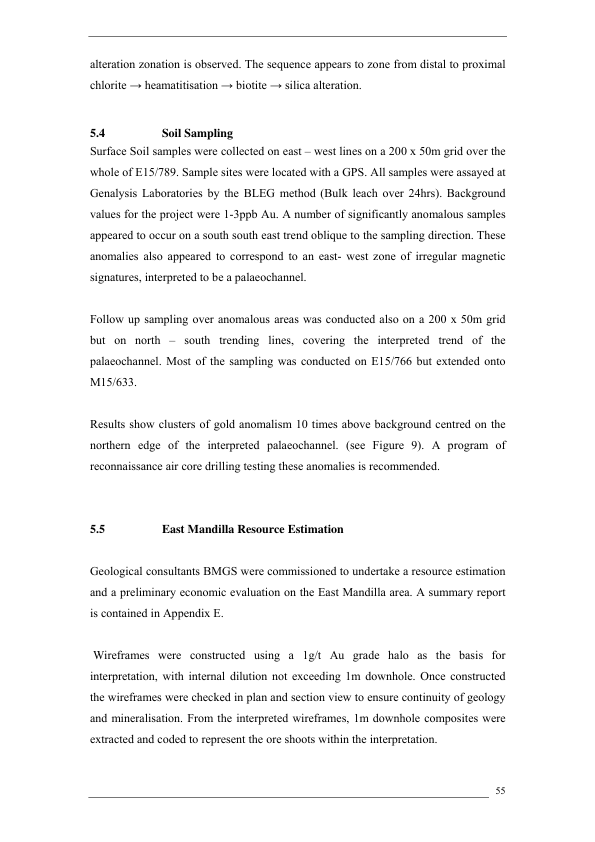 alteration zonation is observed. The sequence appears to zone from distal to proximal
chlorite → heamatitisation → biotite → silica alteration.
5.4 Soil Sampling
Surface Soil samples were collected on east – west lines on a 200 x 50m grid over the
whole of E15/789. Sample sites were located with a GPS. All samples were assayed at
Genalysis Laboratories by the BLEG method (Bulk leach over 24hrs). Background
values for the project were 1-3ppb Au. A number of significantly anomalous samples
appeared to occur on a south south east trend oblique to the sampling direction. These
anomalies also appeared to correspond to an east- west zone of irregular magnetic
signatures, interpreted to be a palaeochannel.
Follow up sampling over anomalous areas was conducted also on a 200 x 50m grid
but on north – south trending lines, covering the interpreted trend of the
palaeochannel. Most of the sampling was conducted on E15/766 but extended onto
M15/633.
Results show clusters of gold anomalism 10 times above background centred on the
northern edge of the interpreted palaeochannel. (see Figure 9). A program of
reconnaissance air core drilling testing these anomalies is recommended.
5.5 East Mandilla Resource Estimation
Geological consultants BMGS were commissioned to undertake a resource estimation
and a preliminary economic evaluation on the East Mandilla area. A summary report
is contained in Appendix E.
Wireframes were constructed using a 1g/t Au grade halo as the basis for
interpretation, with internal dilution not exceeding 1m downhole. Once constructed
the wireframes were checked in plan and section view to ensure continuity of geology
and mineralisation. From the interpreted wireframes, 1m downhole composites were
extracted and coded to represent the ore shoots within the interpretation.
55